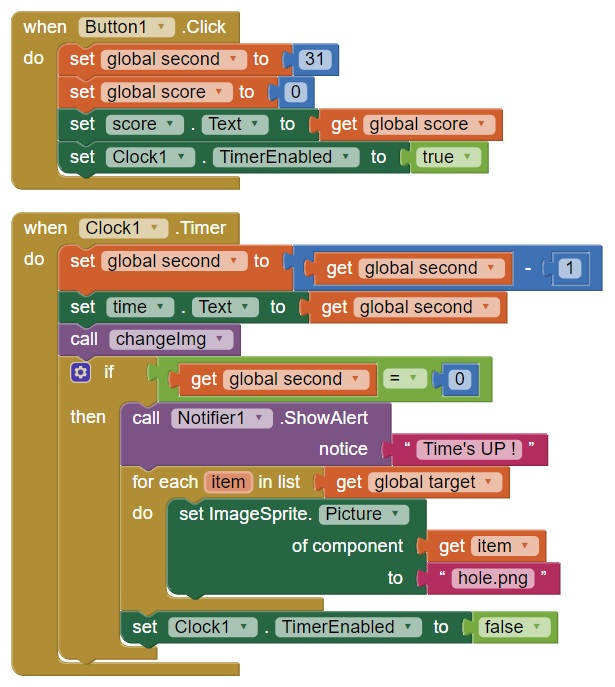 when Button1 .Click
do set global second to 31
set global score to 0
set score . Text to get global score
set Clock1 . TimerEnabled to true
when Clock1 .Timer
do set global second to get global second - 1
set time . Text to get global second
call changeImg
if get global second = 0
then call Notifier1 .ShowAlert
notice “ Time's UP ! ”
for each item in list get global target
do set ImageSprite. Picture
of component get item
to “ hole.png ”
set Clock1 . TimerEnabled to false